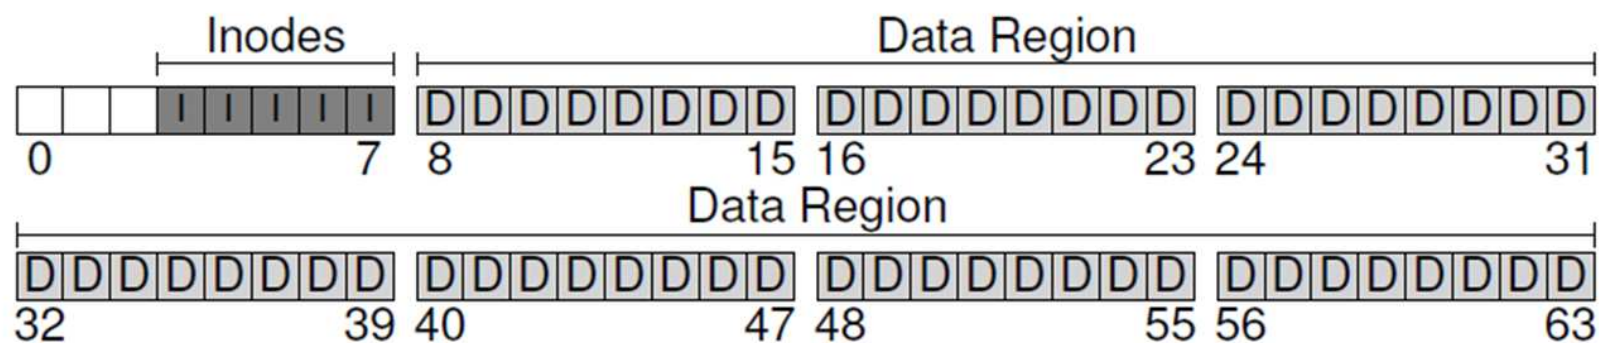 Inodes Data Region
I I I I I D D D D D D D D D D D D D D D D D D D D D D D D
0 7 8 15 16 23 24 31
Data Region
D D D D D D D D D D D D D D D D D D D D D D D D D D D D D D D D
32 39 40 47 48 55 56 63